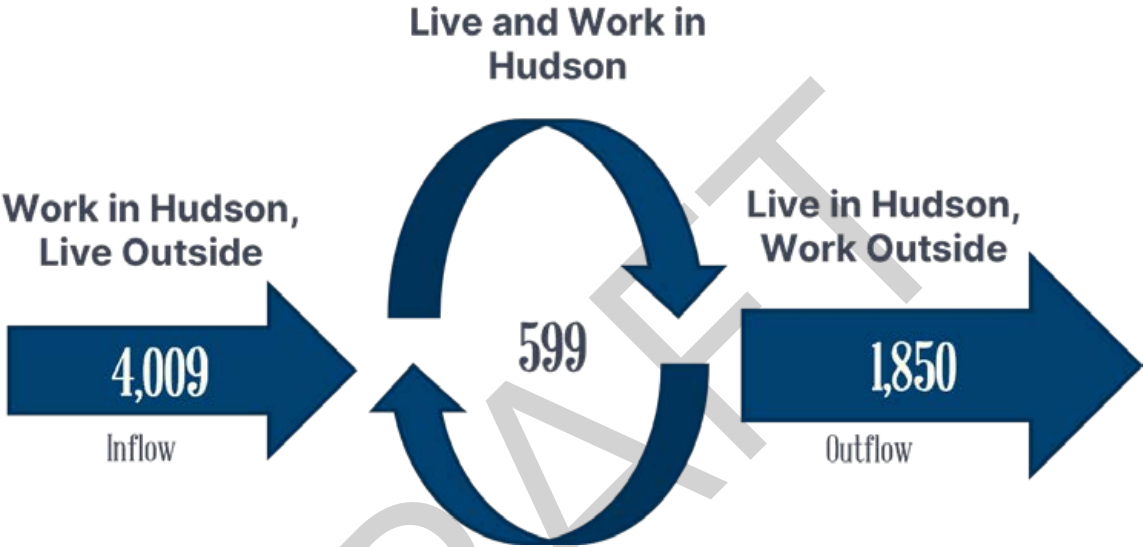 Live and Work in
Hudson
Work in Hudson,
Live Outside
Live in Hudson,
Work Outside
4,009
599
1,850
Inflow
Outflow
DRAFT